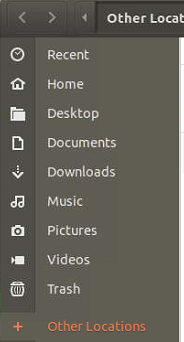 Other Locat
Recent
Home
Desktop
Documents
Downloads
Music
Pictures
Videos
Trash
Other Locations